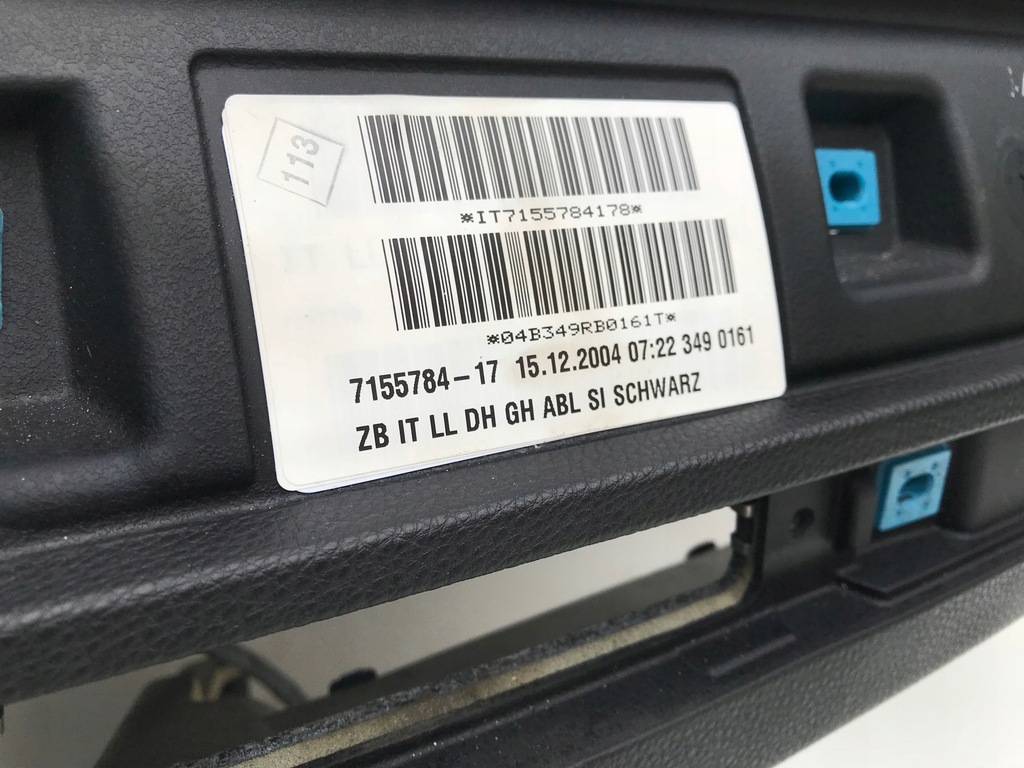 113
*IT7155784178*
*04B349RB0161T*
7155784-17 15.12.2004 07:22 349 0161
ZB IT LL DH GH ABL SI SCHWARZ